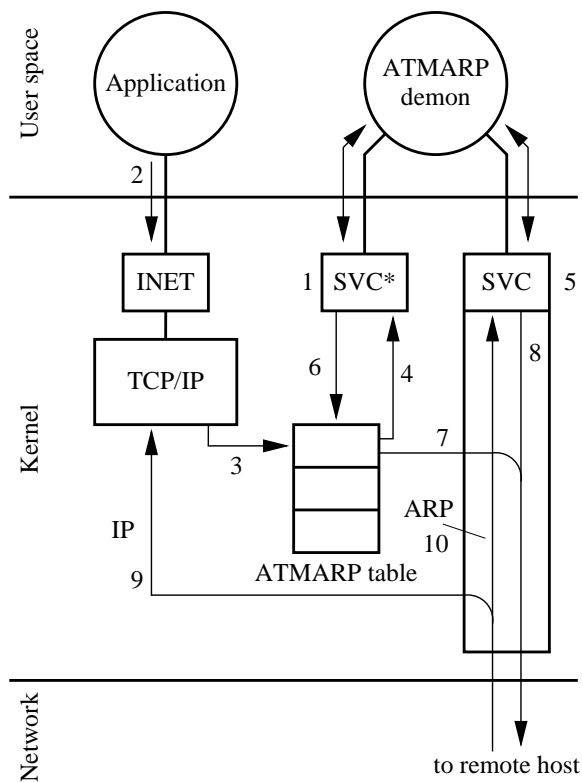 User space
Application
ATMARP
demon
2
INET
1
SVC*
SVC
5
TCP/IP
6
4
8
Kernel
3
7
ARP
10
IP
ATMARP table
9
Network
to remote host